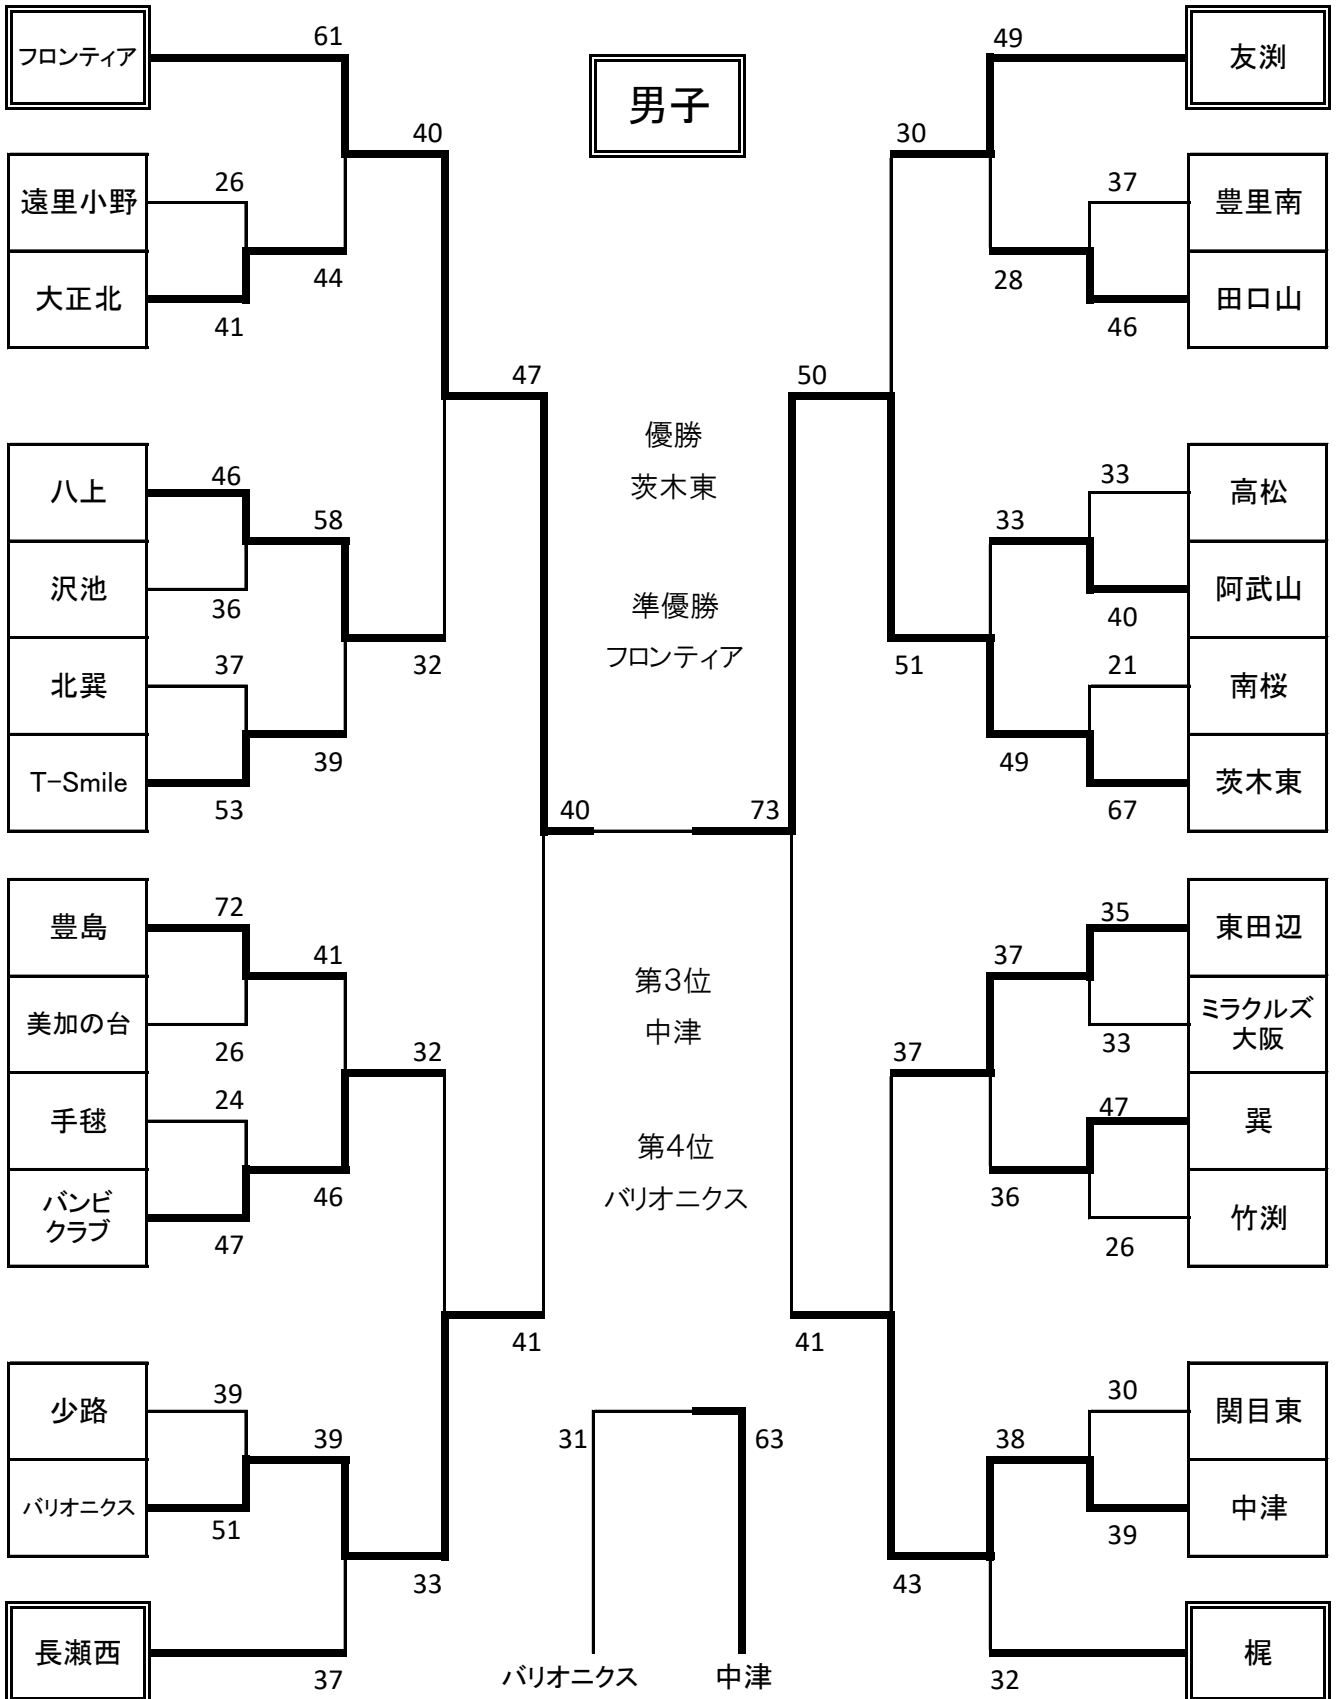 男子
フロンティア
61
40
遠里小野
26
44
大正北
41
47
八上
46
58
沢池
36
32
北巽
37
39
T-Smile
53
40
豊島
72
41
美加の台
26
32
手毬
24
46
バンビ
クラブ
47
41
少路
39
39
バリオニクス
51
33
長瀬西
37
優勝
茨木東
準優勝
フロンティア
第3位
中津
第4位
バリオニクス
31
63
バリオニクス
中津
49
友渕
30
37
豊里南
28
田口山
46
50
33
高松
33
阿武山
40
51
21
南桜
49
茨木東
67
73
35
東田辺
37
ミラクルズ
大阪
33
37
47
巽
36
竹渕
26
41
30
関目東
38
中津
39
43
梶
32